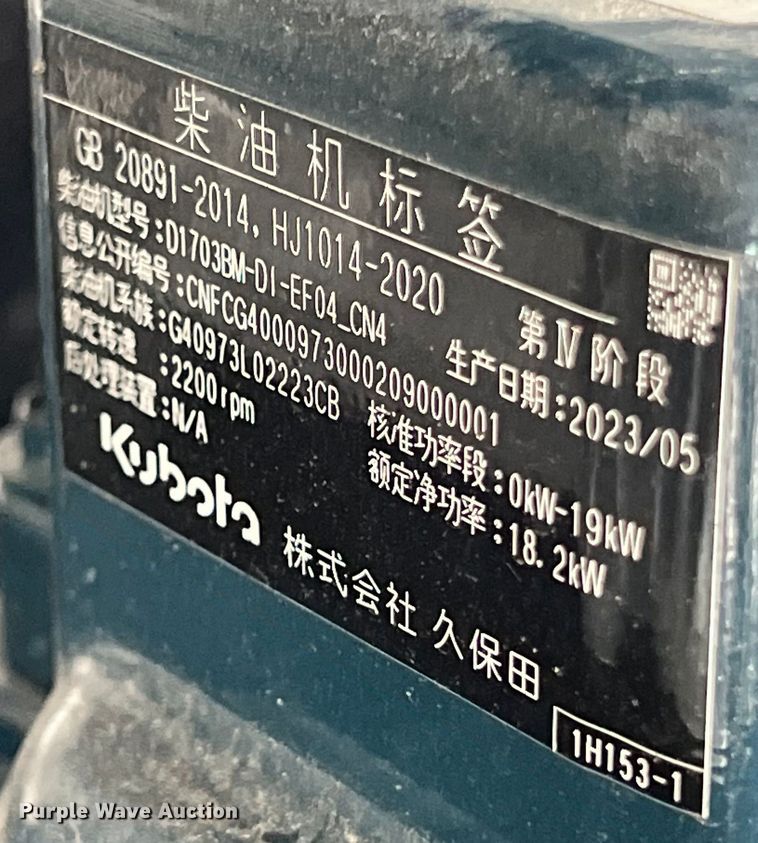 柴油机标签
GB 20891-2014, HJ1014-2020 第Ⅳ阶段
柴油机型号:D1703BM-DI-EF04_CN4 生产日期:2023/05
信息公开编号:CNFCG40009730000209000001
柴油机系族:G40973L02223CB 核准功率段:0kW-19kW
额定转速 :2200rpm 额定净功率:18.2kW
后处理装置:N/A
Kubota 株式会社 久保田
1H153-1
Purple Wave Auction